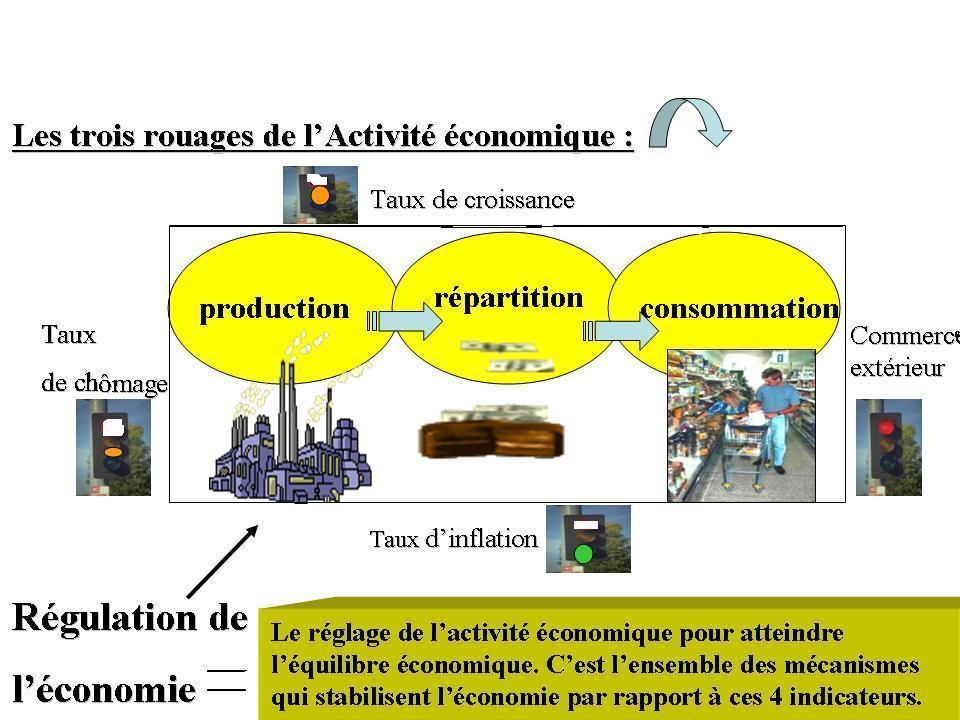 Les trois rouages de l’Activité économique :
Taux de croissance
production
répartition
consommation
Taux
de chômage
Commerce
extérieur
Taux d’inflation
Régulation de
l’économie
Le réglage de l’activité économique pour atteindre
l’équilibre économique. C’est l’ensemble des mécanismes
qui stabilisent l’économie par rapport à ces 4 indicateurs.